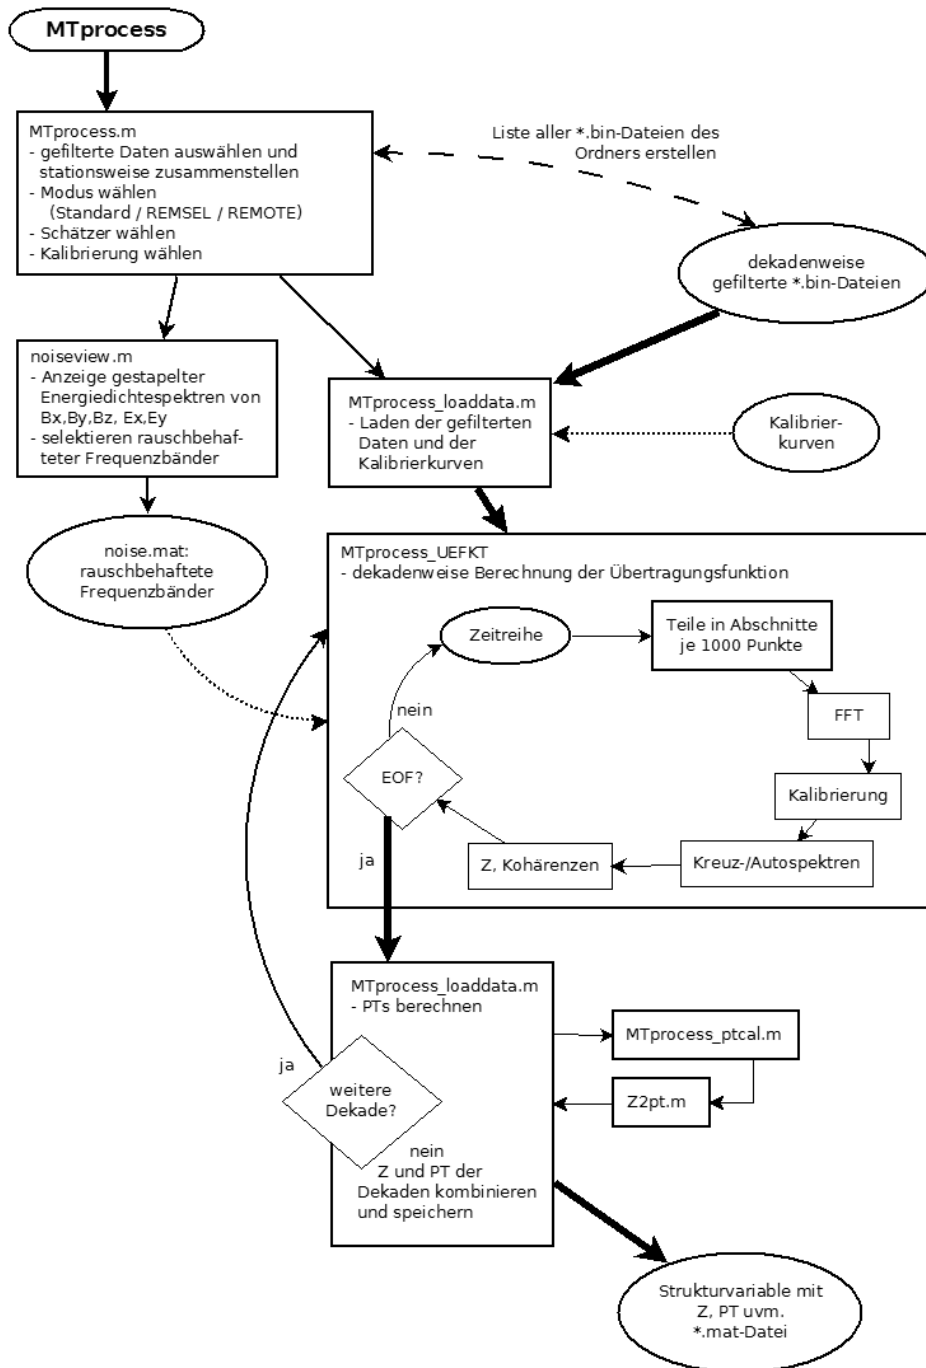 MTprocess
MTprocess.m
- gefilterte Daten auswählen und
stationsweise zusammenstellen
- Modus wählen
(Standard / REMSEL / REMOTE)
- Schätzer wählen
- Kalibrierung wählen
Liste aller *.bin-Dateien des
Ordners erstellen
dekadenweise
gefilterte *.bin-Dateien
noiseview.m
- Anzeige gestapelter
Energiedichtespektren von
Bx,By,Bz, Ex,Ey
- selektieren rauschbehaf-
teter Frequenzbänder
MTprocess_loaddata.m
- Laden der gefilterten
Daten und der
Kalibrierkurven
Kalibrier-
kurven
noise.mat:
rauschbehaftete
Frequenzbänder
MTprocess_UEFKT
- dekadenweise Berechnung der Übertragungsfunktion
Zeitreihe
Teile in Abschnitte
je 1000 Punkte
FFT
Kalibrierung
Kreuz-/Autospektren
Z, Kohärenzen
EOF?
nein
ja
MTprocess_loaddata.m
- PTs berechnen
MTprocess_ptcal.m
Z2pt.m
ja
weitere
Dekade?
nein
Z und PT der
Dekaden kombinieren
und speichern
Strukturvariable mit
Z, PT uvm.
*.mat-Datei